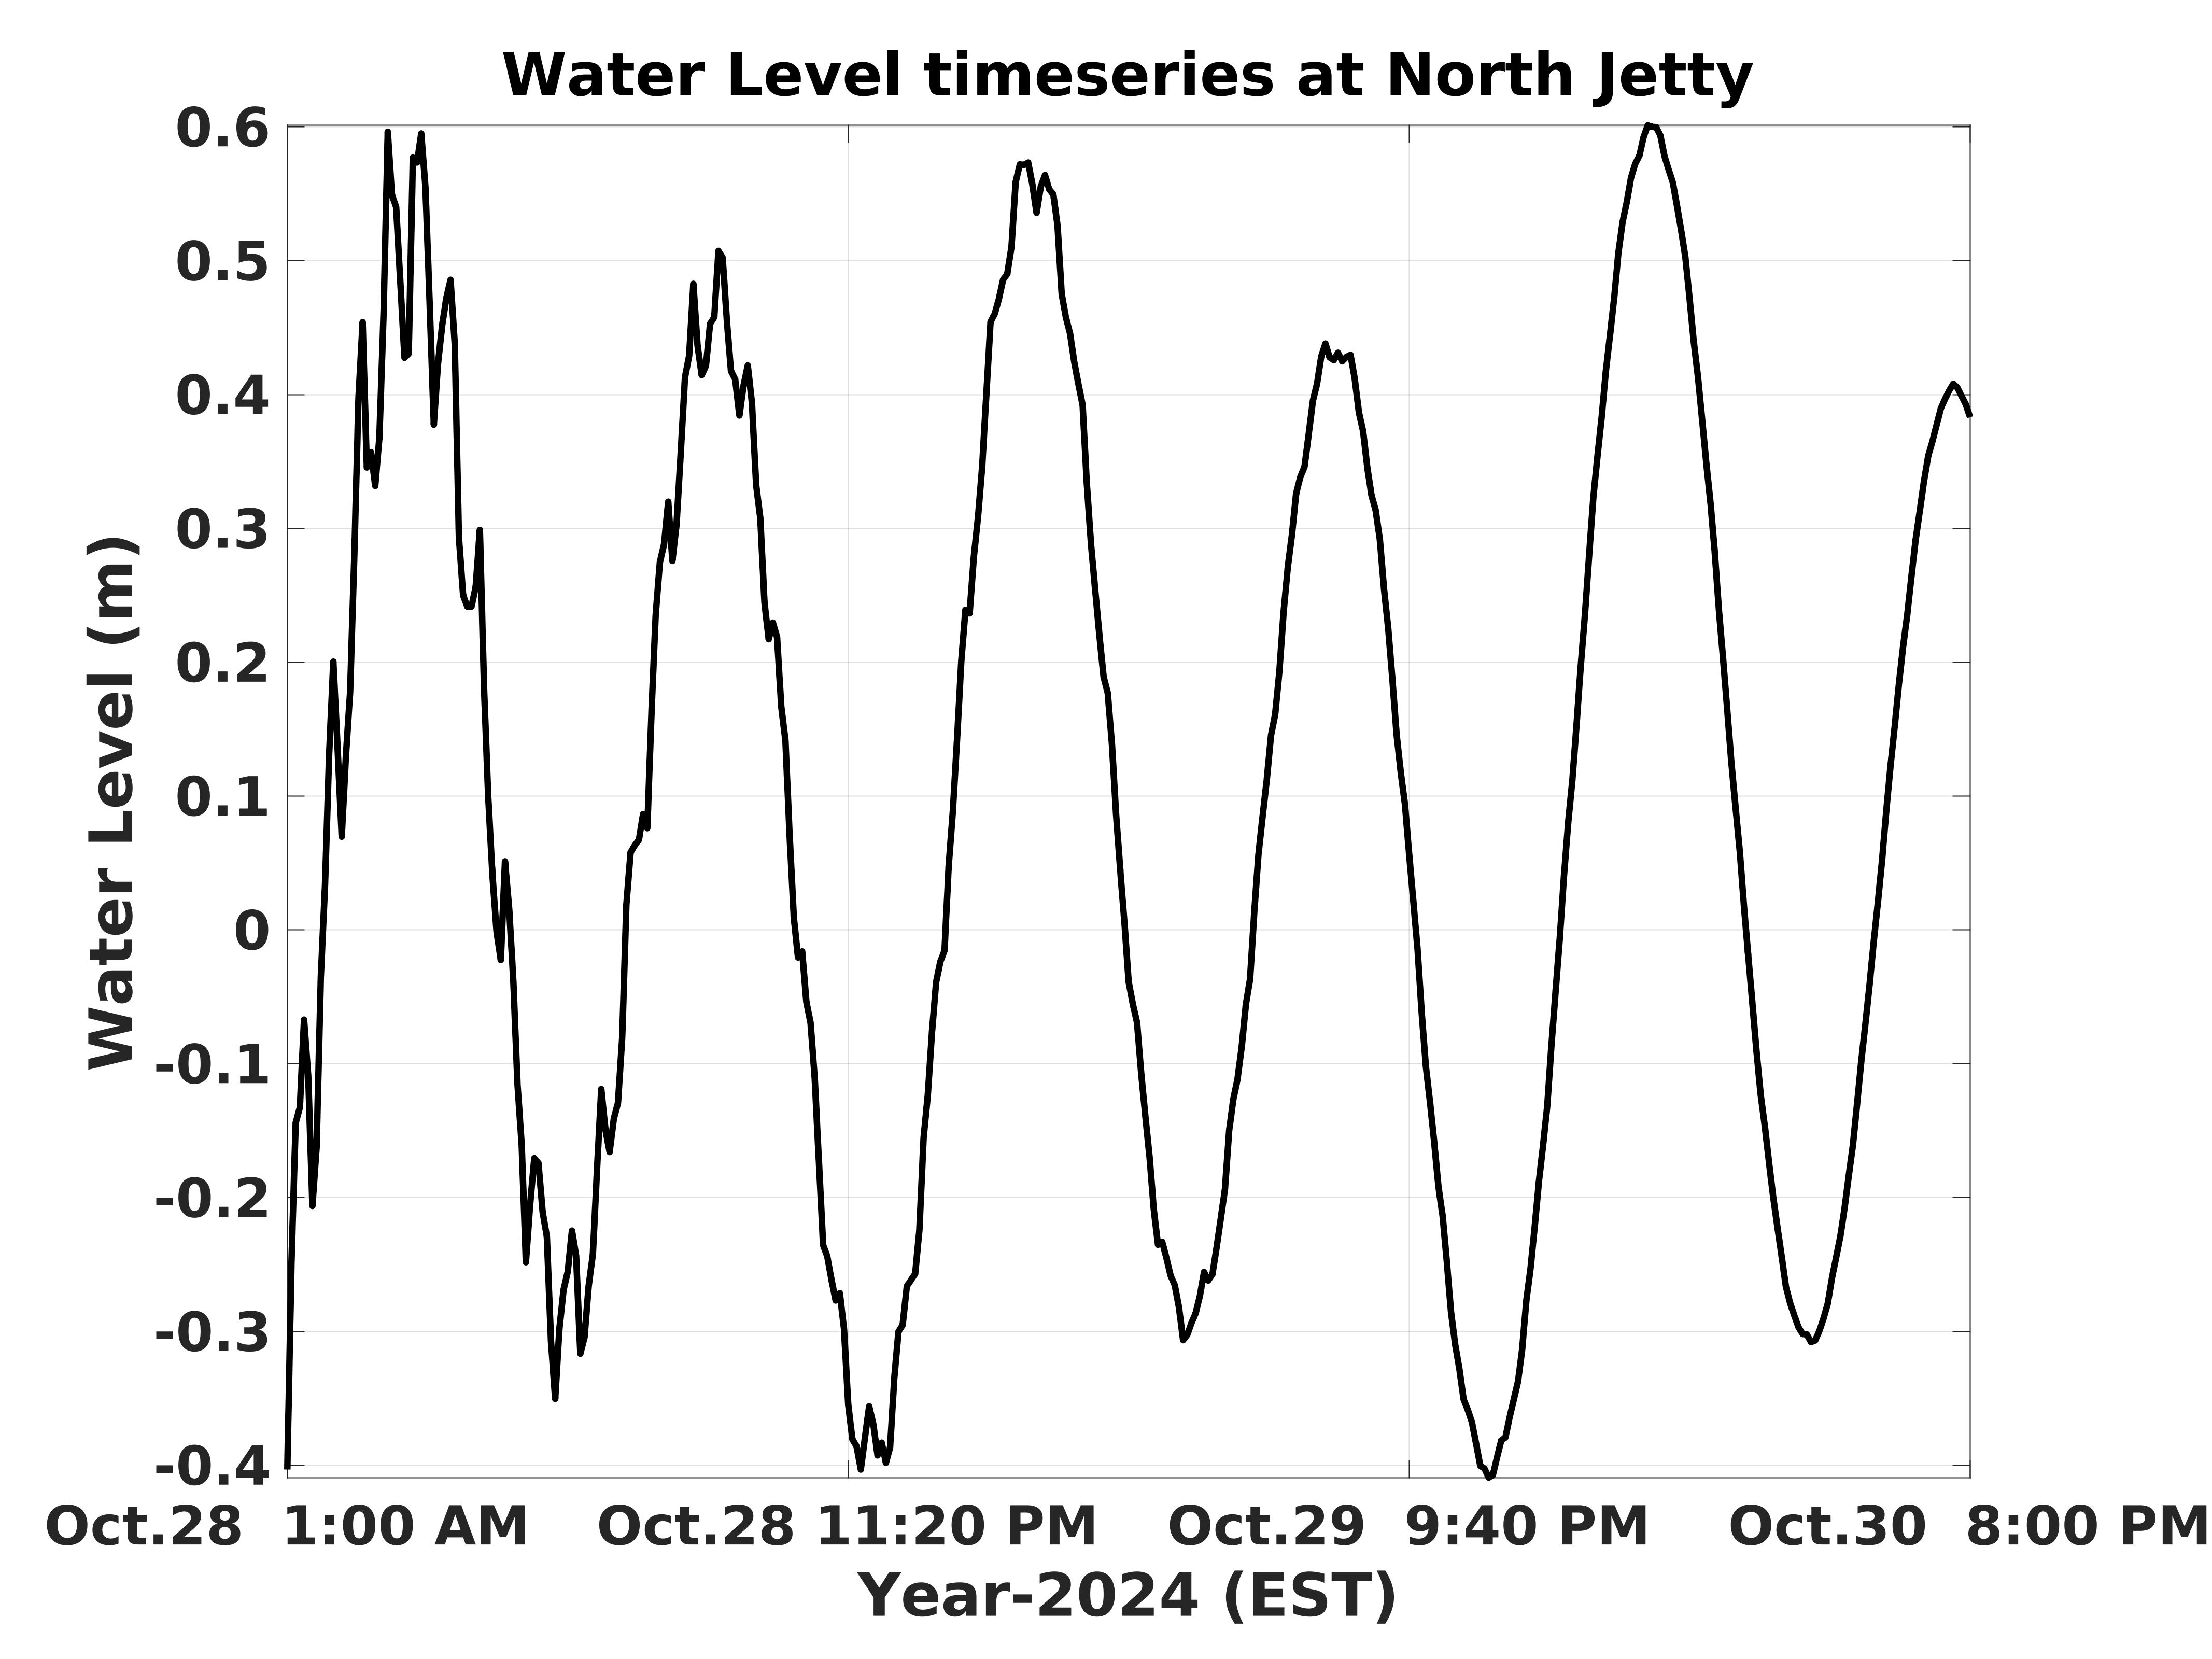 Water Level timeseries at North Jetty
0.6
0.5
0.4
0.3
0.2
0.1
0
-0.1
-0.2
-0.3
-0.4
Water Level (m)
Oct.28 1:00 AM Oct.28 11:20 PM Oct.29 9:40 PM Oct.30 8:00 PM
Year-2024 (EST)